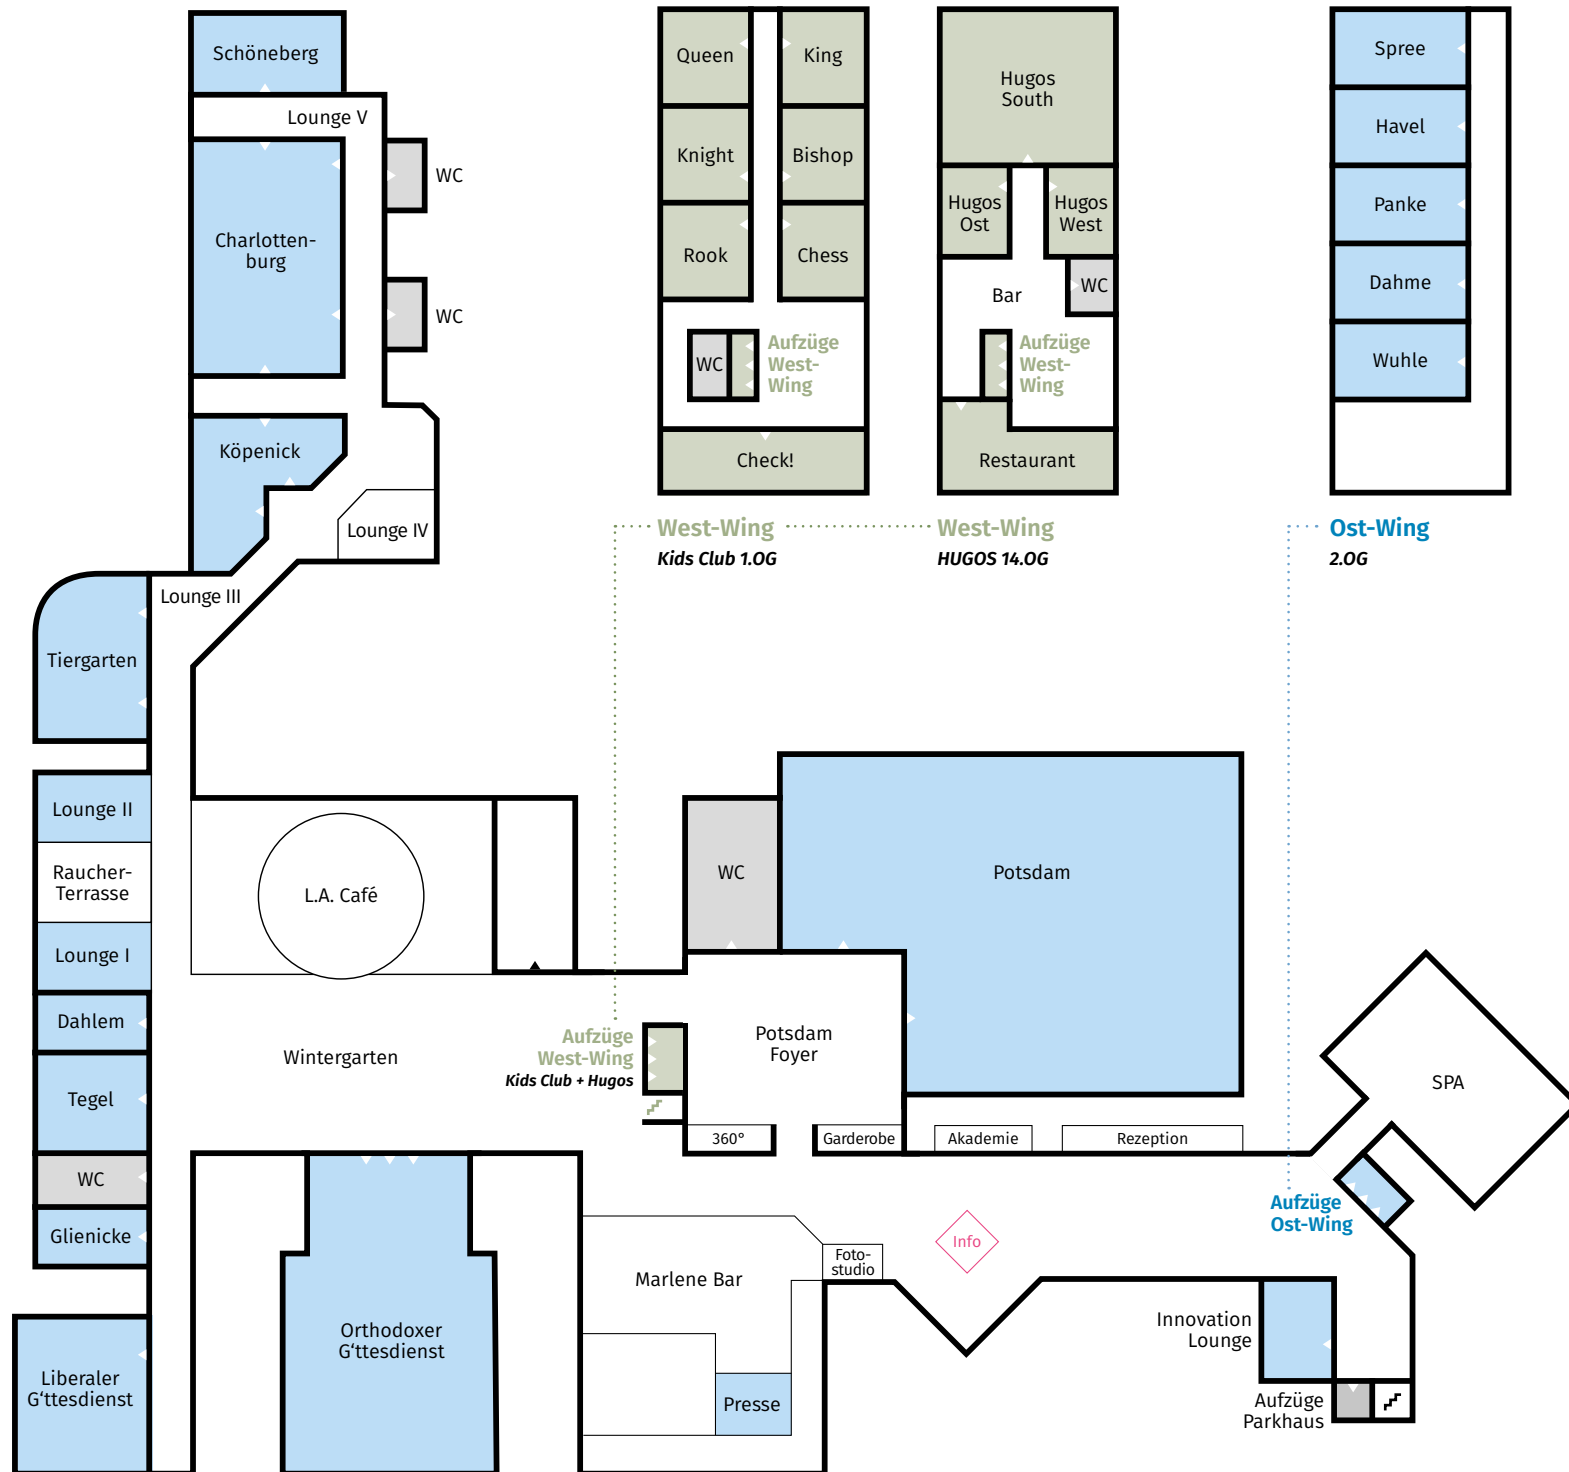 Schöneberg
Lounge V
WC
Charlotten-
burg
WC
Köpenick
Lounge IV
Lounge III
Tiergarten
Queen
King
Knight
Bishop
Rook
Chess
WC
Aufzüge
West-
Wing
Check!
West-Wing
Kids Club 1.OG
Hugos
South
Hugos
Ost
Hugos
West
Bar
WC
Aufzüge
West-
Wing
Restaurant
West-Wing
HUGOS 14.OG
Spree
Havel
Panke
Dahme
Wuhle
Ost-Wing
2.OG
Lounge II
Raucher-
Terrasse
Lounge I
Dahlem
Tegel
WC
Glienicke
Liberaler
G‘ttesdienst
L.A. Café
Wintergarten
WC
Potsdam
Aufzüge
West-Wing
Kids Club + Hugos
Potsdam
Foyer
360°
Garderobe
Akademie
Rezeption
SPA
Aufzüge
Ost-Wing
Info
Foto-
studio
Marlene Bar
Orthodoxer
G‘ttesdienst
Presse
Innovation
Lounge
Aufzüge
Parkhaus